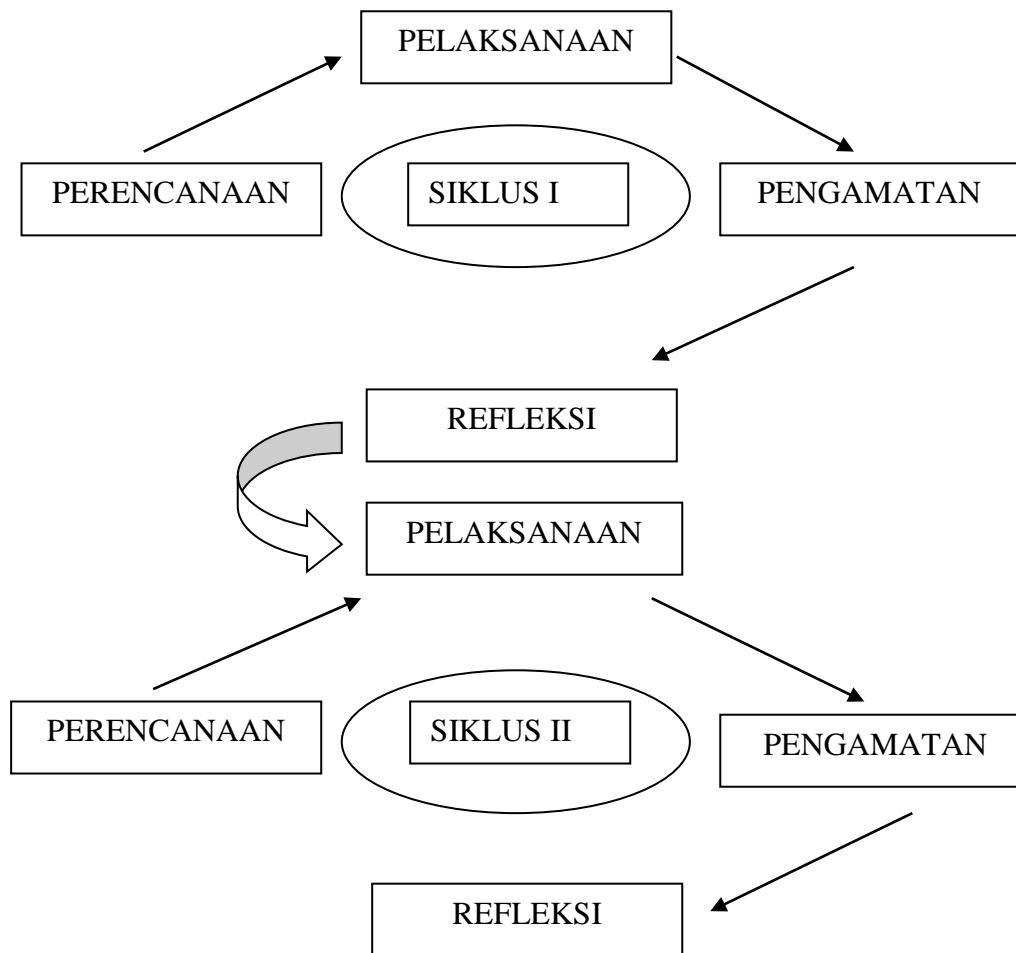 PELAKSANAAN
PERENCANAAN
SIKLUS I
PENGAMATAN
REFLEKSI
PELAKSANAAN
PERENCANAAN
SIKLUS II
PENGAMATAN
REFLEKSI